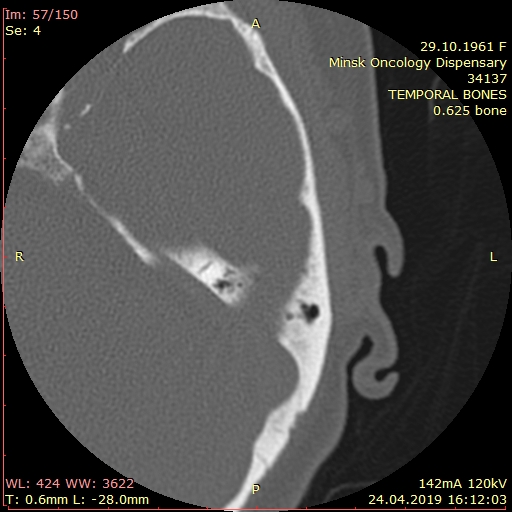 Im: 57/150
Se: 4
A
29.10.1961 F
Minsk Oncology Dispensary
34137
TEMPORAL BONES
0.625 bone
R
L
WL: 424 WW: 3622
T: 0.6mm L: -28.0mm
P
142mA 120kV
24.04.2019 16:12:03